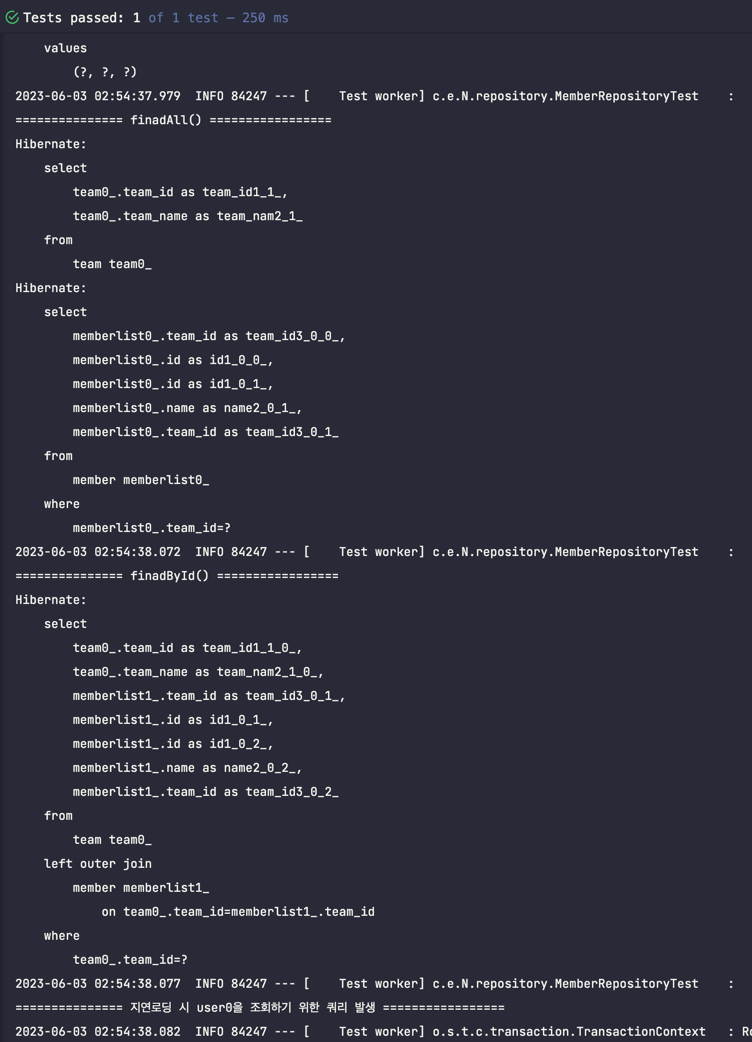 Tests passed: 1 of 1 test – 250 ms
values
(?, ?, ?)
2023-06-03 02:54:37.979  INFO 84247 --- [    Test worker] c.e.N.repository.MemberRepositoryTest    :
=============== finadAll() =================
Hibernate:
select
team0_.team_id as team_id1_1_,
team0_.team_name as team_nam2_1_
from
team team0_
Hibernate:
select
memberlist0_.team_id as team_id3_0_0_,
memberlist0_.id as id1_0_0_,
memberlist0_.id as id1_0_1_,
memberlist0_.name as name2_0_1_,
memberlist0_.team_id as team_id3_0_1_
from
member memberlist0_
where
memberlist0_.team_id=?
2023-06-03 02:54:38.072  INFO 84247 --- [    Test worker] c.e.N.repository.MemberRepositoryTest    :
=============== finadById() =================
Hibernate:
select
team0_.team_id as team_id1_1_0_,
team0_.team_name as team_nam2_1_0_,
memberlist1_.team_id as team_id3_0_1_,
memberlist1_.id as id1_0_1_,
memberlist1_.id as id1_0_2_,
memberlist1_.name as name2_0_2_,
memberlist1_.team_id as team_id3_0_2_
from
team team0_
left outer join
member memberlist1_
on team0_.team_id=memberlist1_.team_id
where
team0_.team_id=?
2023-06-03 02:54:38.077  INFO 84247 --- [    Test worker] c.e.N.repository.MemberRepositoryTest    :
=============== 지연로딩 시 user0을 조회하기 위한 쿼리 발생 =================
2023-06-03 02:54:38.082  INFO 84247 --- [    Test worker] o.s.t.c.transaction.TransactionContext   : Ro